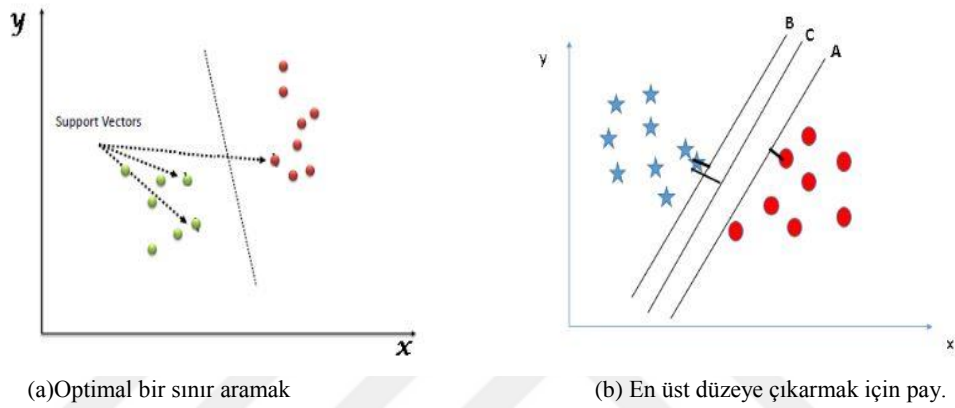 y
Support Vectors
x
(a)Optimal bir sınır aramak
B
C
A
y
x
(b) En üst düzeye çıkarmak için pay.